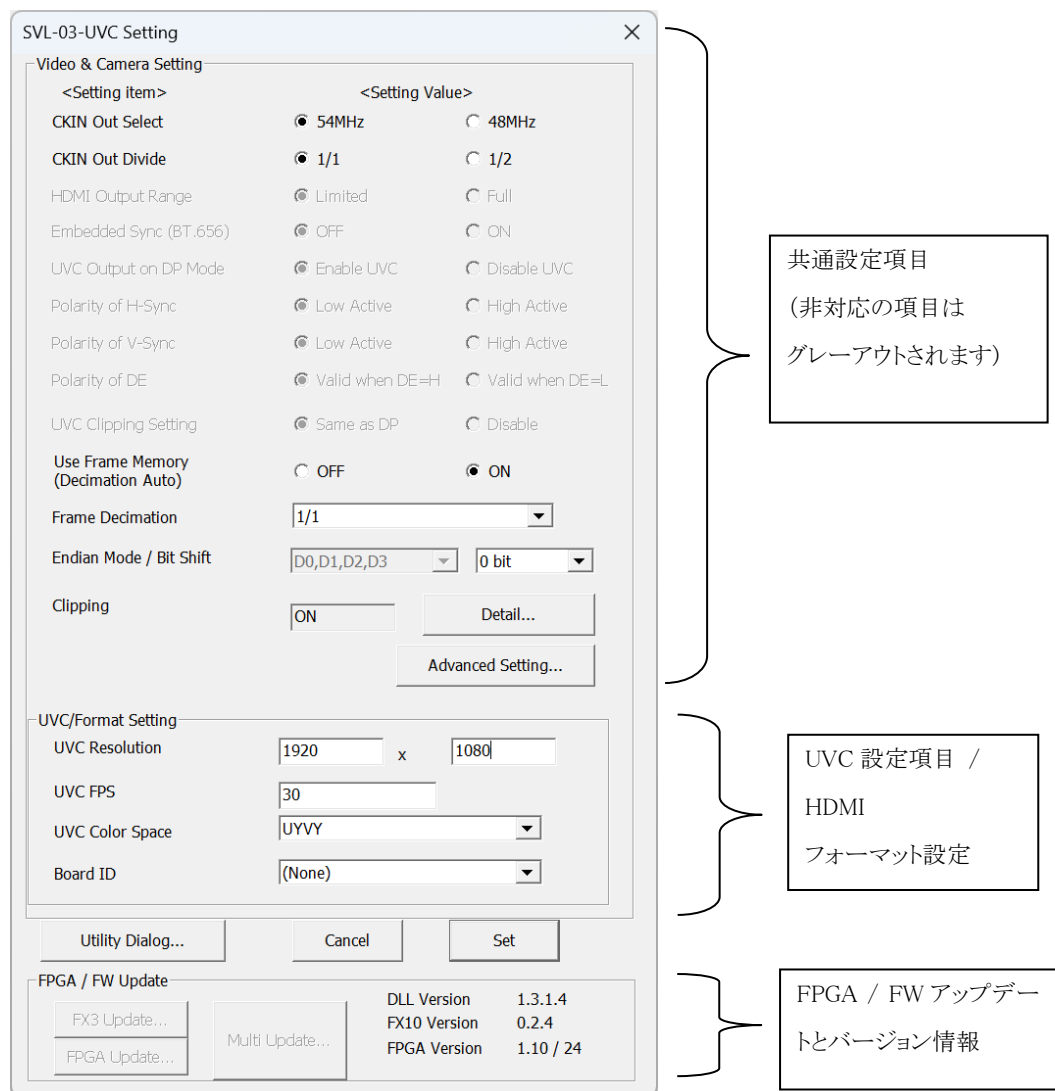 SVL-03-UVC Setting
Video & Camera Setting
<Setting item> <Setting Value>
CKIN Out Select 54MHz 48MHz
CKIN Out Divide 1/1 1/2
HDMI Output Range Limited Full
Embedded Sync (BT.656) OFF ON
UVC Output on DP Mode Enable UVC Disable UVC
Polarity of H-Sync Low Active High Active
Polarity of V-Sync Low Active High Active
Polarity of DE Valid when DE=H Valid when DE=L
UVC Clipping Setting Same as DP Disable
Use Frame Memory
(Decimation Auto) OFF ON
Frame Decimation 1/1
Endian Mode / Bit Shift D0,D1,D2,D3 0 bit
Clipping ON Detail...
Advanced Setting...
共通設定項目
(非対応の項目は
グレーアウトされます)
UVC/Format Setting
UVC Resolution 1920 x 1080
UVC FPS 30
UVC Color Space UYVY
Board ID (None)
UVC 設定項目 /
HDMI
フォーマット設定
Utility Dialog... Cancel Set
FPGA / FW Update
FX3 Update...
FPGA Update...
Multi Update...
DLL Version 1.3.1.4
FX10 Version 0.2.4
FPGA Version 1.10 / 24
FPGA / FW アップデー
トとバージョン情報